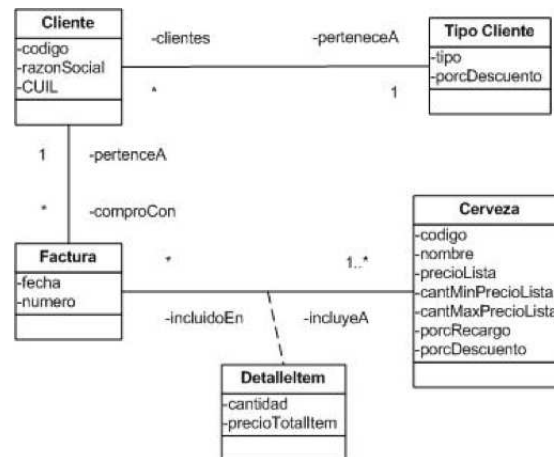 Cliente
-codigo
-razonSocial
-CUIL
-clientes
-perteneceA
*
1
Tipo Cliente
-tipo
-porcDescuento
1
-pertenceA
*
-comproCon
Factura
-fecha
-numero
*
1..*
-incluidoEn
-incluyeA
Cerveza
-codigo
-nombre
-precioLista
-cantMinPrecioLista
-cantMaxPrecioLista
-porcRecargo
-porcDescuento
DetalleItem
-cantidad
-precioTotalItem